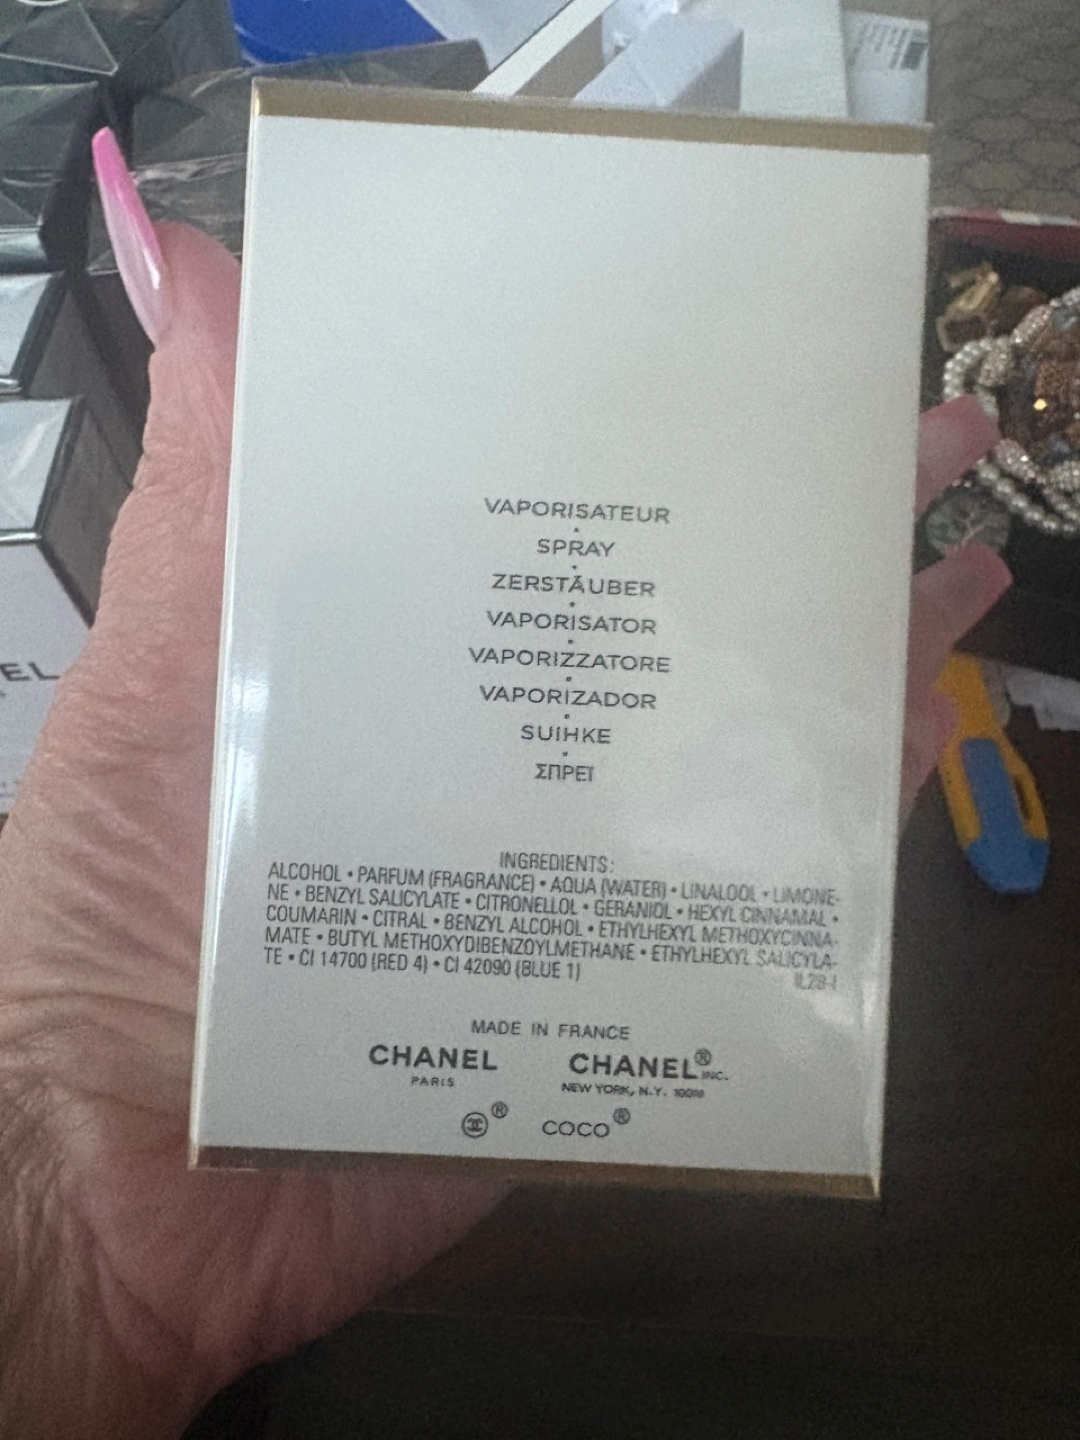 VAPORISATEUR
·
SPRAY
·
ZERSTÄUBER
·
VAPORISATOR
·
VAPORIZZATORE
·
VAPORIZADOR
·
SUIHKE
·
ΣΠΡΕΪ
INGREDIENTS:
ALCOHOL • PARFUM (FRAGRANCE) • AQUA (WATER) • LINALOOL • LIMONE-
NE • BENZYL SALICYLATE • CITRONELLOL • GERANIOL • HEXYL CINNAMAL •
COUMARIN • CITRAL • BENZYL ALCOHOL • ETHYLHEXYL METHOXYCINNA-
MATE • BUTYL METHOXYDIBENZOYLMETHANE • ETHYLHEXYL SALICYLA-
TE • CI 14700 (RED 4) • CI 42090 (BLUE 1)
MADE IN FRANCE
CHANEL
PARIS
CHANEL® INC.
NEW YORK, N.Y. 10019
® COCO®
EL